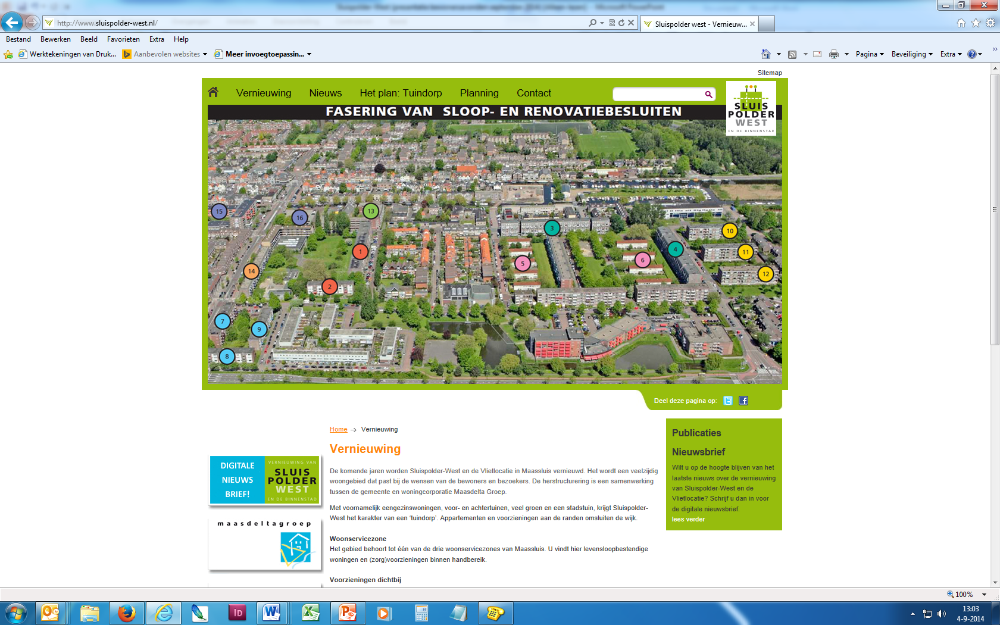 http://www.sluispolder-west.nl/
Sluispolder west - Vernieuw...
Bestand Bewerken Beeld Favorieten Extra Help
Werktekeningen van Druk... Aanbevolen websites Meer invoegtoepassin...
Pagina Beveiliging Extra
Sitemap
Vernieuwing Nieuws Het plan: Tuindorp Planning Contact
SLUIS
POLDER
WEST
EN DE BINNENSTAD
FASERING VAN SLOOP- EN RENOVATIEBESLUITEN
15
16
13
3
10
1
4
11
5
6
14
12
2
7
9
8
Deel deze pagina op:
Home Vernieuwing
Vernieuwing
De komende jaren worden Sluispolder-West en de Vlietlocatie in Maassluis vernieuwd. Het wordt een veelzijdig
woongebied dat past bij de wensen van de bewoners en bezoekers. De herstructurering is een samenwerking
tussen de gemeente en woningcorporatie Maasdelta Groep.
Met voornamelijk eengezinswoningen, voor- en achtertuinen, veel groen en een stadstuin, krijgt Sluispolder-
West het karakter van een ‘tuindorp’. Appartementen en voorzieningen aan de randen omsluiten de wijk.
Woonservicezone
Het gebied behoort tot één van de drie woonservicezones van Maassluis. U vindt hier levensloopbestendige
woningen en (zorg)voorzieningen binnen handbereik.
Voorzieningen dichtbij
DIGITALE
NIEUWS
BRIEF!
VERNIEUWING VAN
SLUIS
POLDER
WEST
EN DE BINNENSTAD
maasdeltagroep
Publicaties
Nieuwsbrief
Wilt u op de hoogte blijven van het
laatste nieuws over de vernieuwing
van Sluispolder-West en de
Vlietlocatie? Schrijf u dan in voor
de digitale nieuwsbrief.
lees verder
100%
13:03
4-9-2014